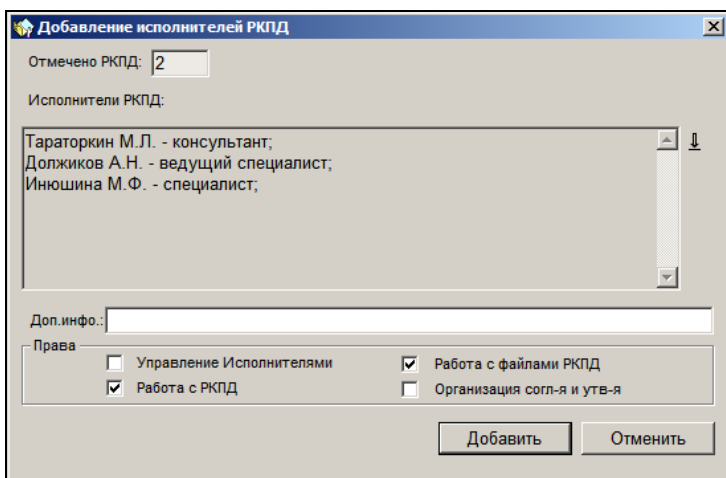 Добавление исполнителей РКПД
Отмечено РКПД: 2
Исполнители РКПД:
Тараторкин М.Л. - консультант;
Должиков А.Н. - ведущий специалист;
Инюшина М.Ф. - специалист;
Доп.инфо.:
Права
Управление Исполнителями
Работа с файлами РКПД
Работа с РКПД
Организация согл-я и утв-я
Добавить
Отменить